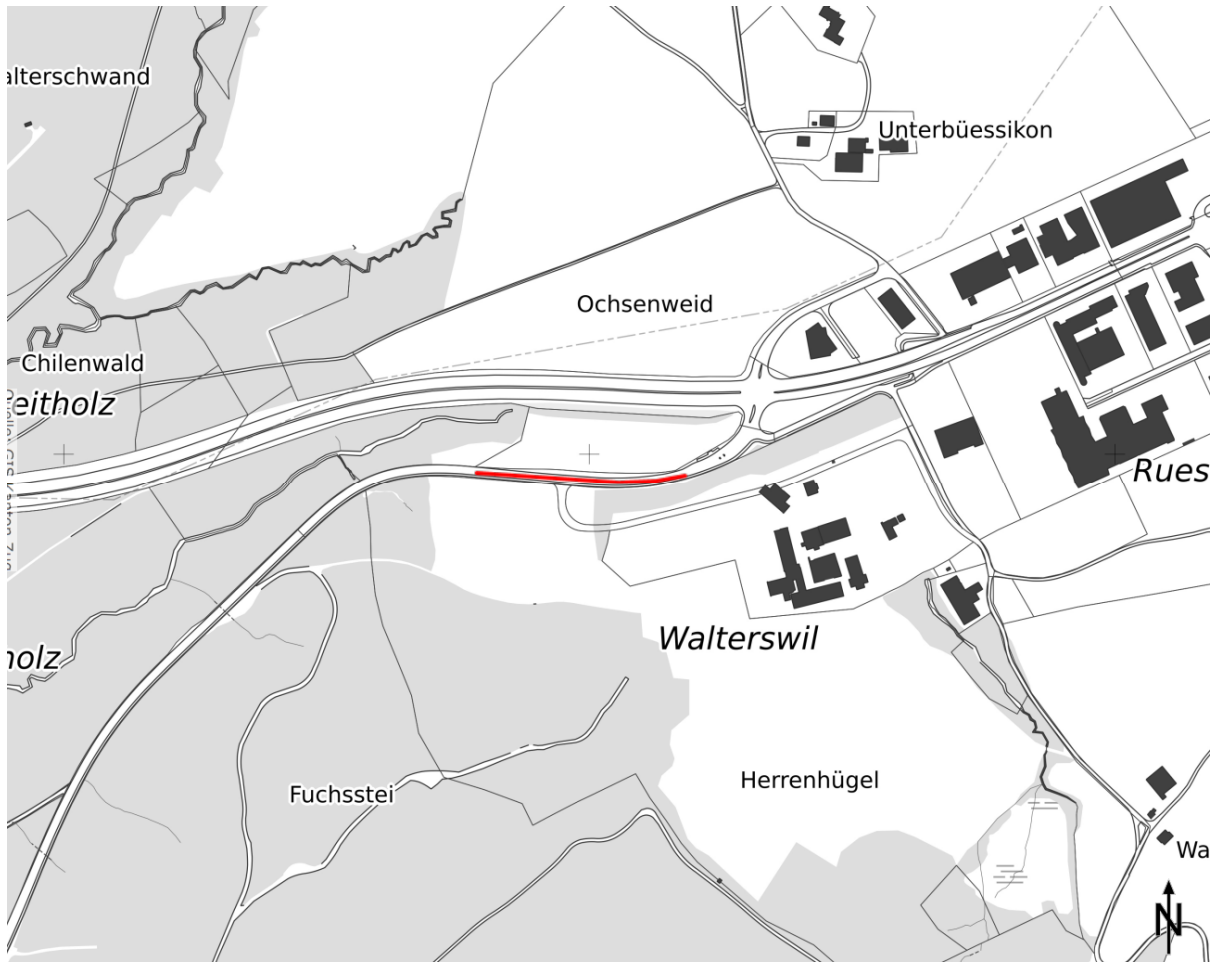 alterschwand
Unterbüessikon
Ochsenweid
Chilenwald
eitholz
Rues
Walterswil
holz
Herrenhügel
Fuchsstei
Wa
N